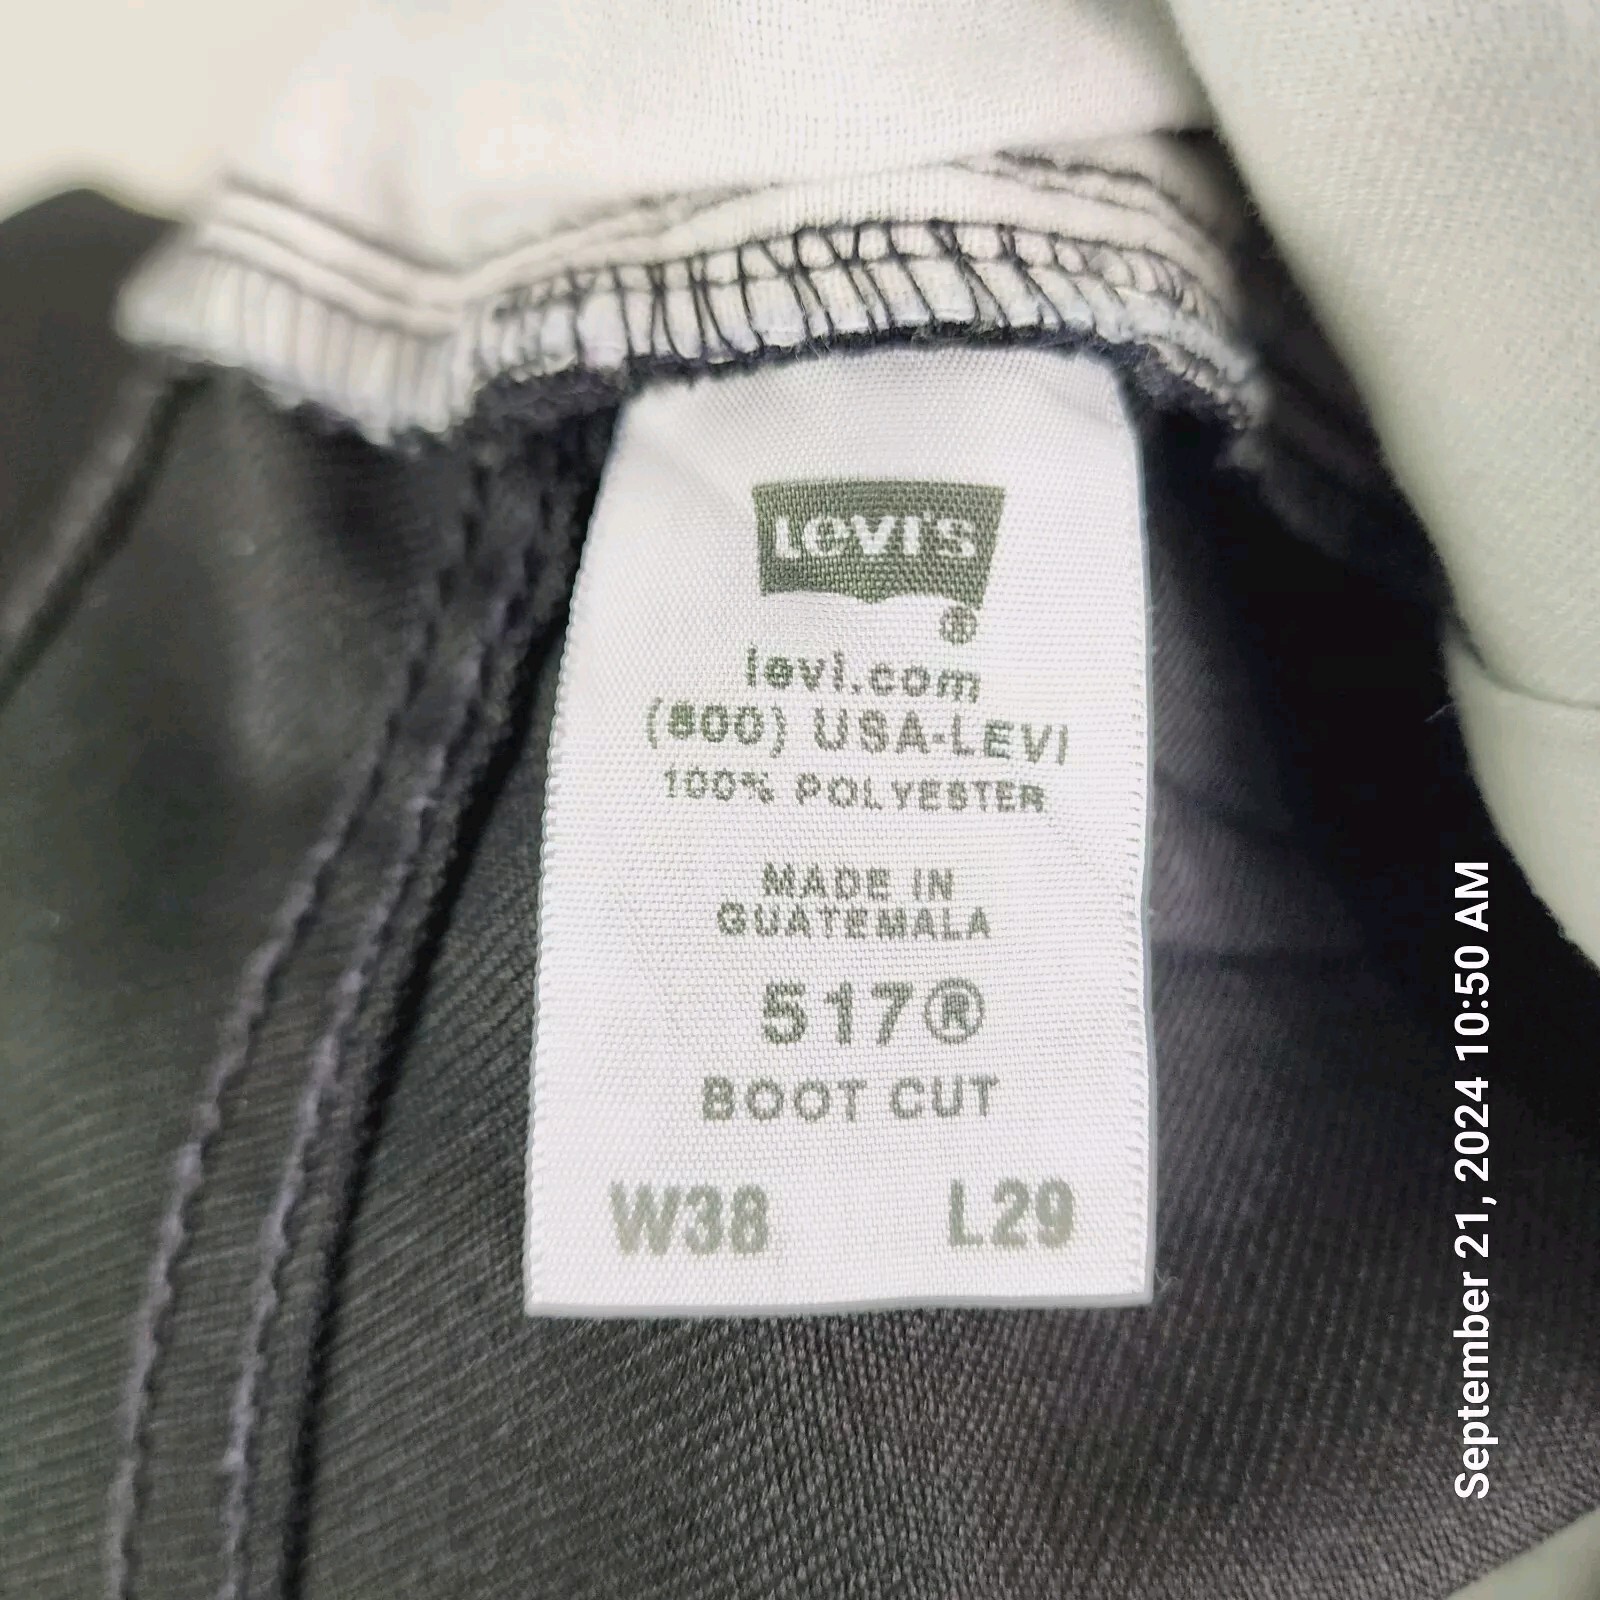 LEVI'S
®
levi.com
(800) USA-LEVI
100% POLYESTER
MADE IN
GUATEMALA
517®
BOOT CUT
W38 L29
September 21, 2024 10:50 AM